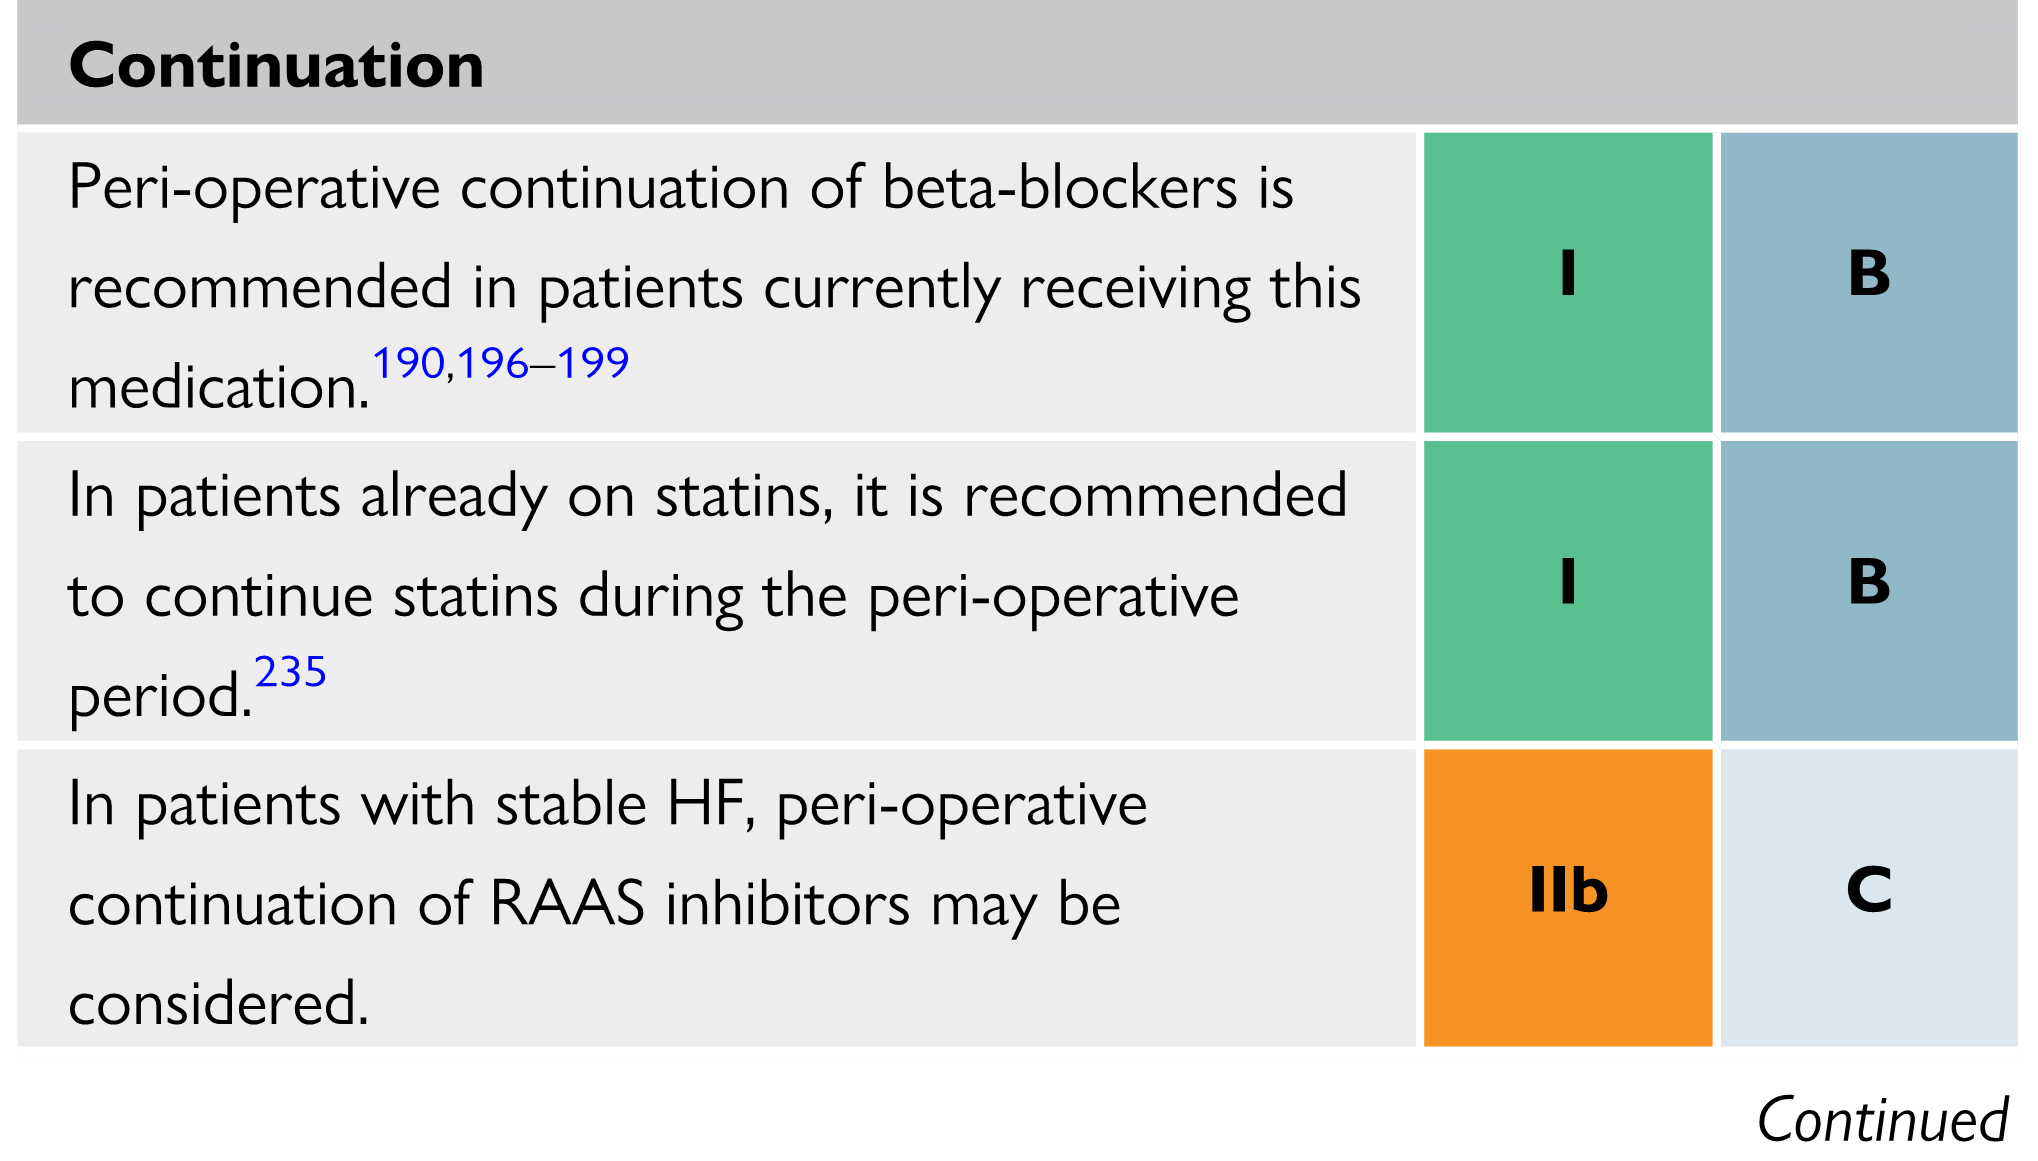 Continuation
Peri-operative continuation of beta-blockers is
recommended in patients currently receiving this
medication.190,196–199
I
B
In patients already on statins, it is recommended
to continue statins during the peri-operative
period.235
I
B
In patients with stable HF, peri-operative
continuation of RAAS inhibitors may be
considered.
IIb
C
Continued